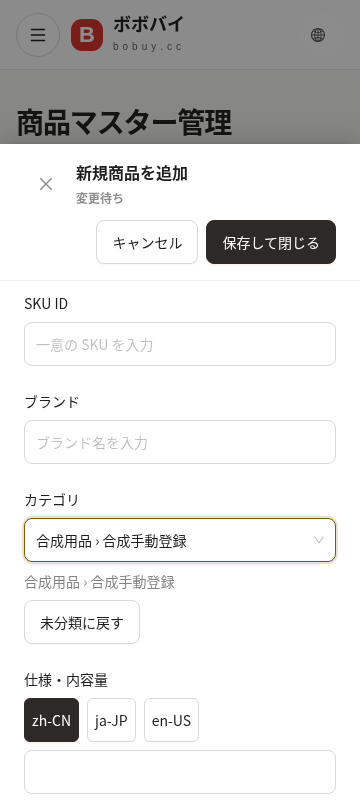 B
ボボバイ
bobuy.cc
商品マスター管理
新規商品を追加
変更待ち
キャンセル
保存して閉じる
SKU ID
一意の SKU を入力
ブランド
ブランド名を入力
カテゴリ
合成用品 › 合成手動登録
合成用品 › 合成手動登録
未分類に戻す
仕様・内容量
zh-CN
ja-JP
en-US